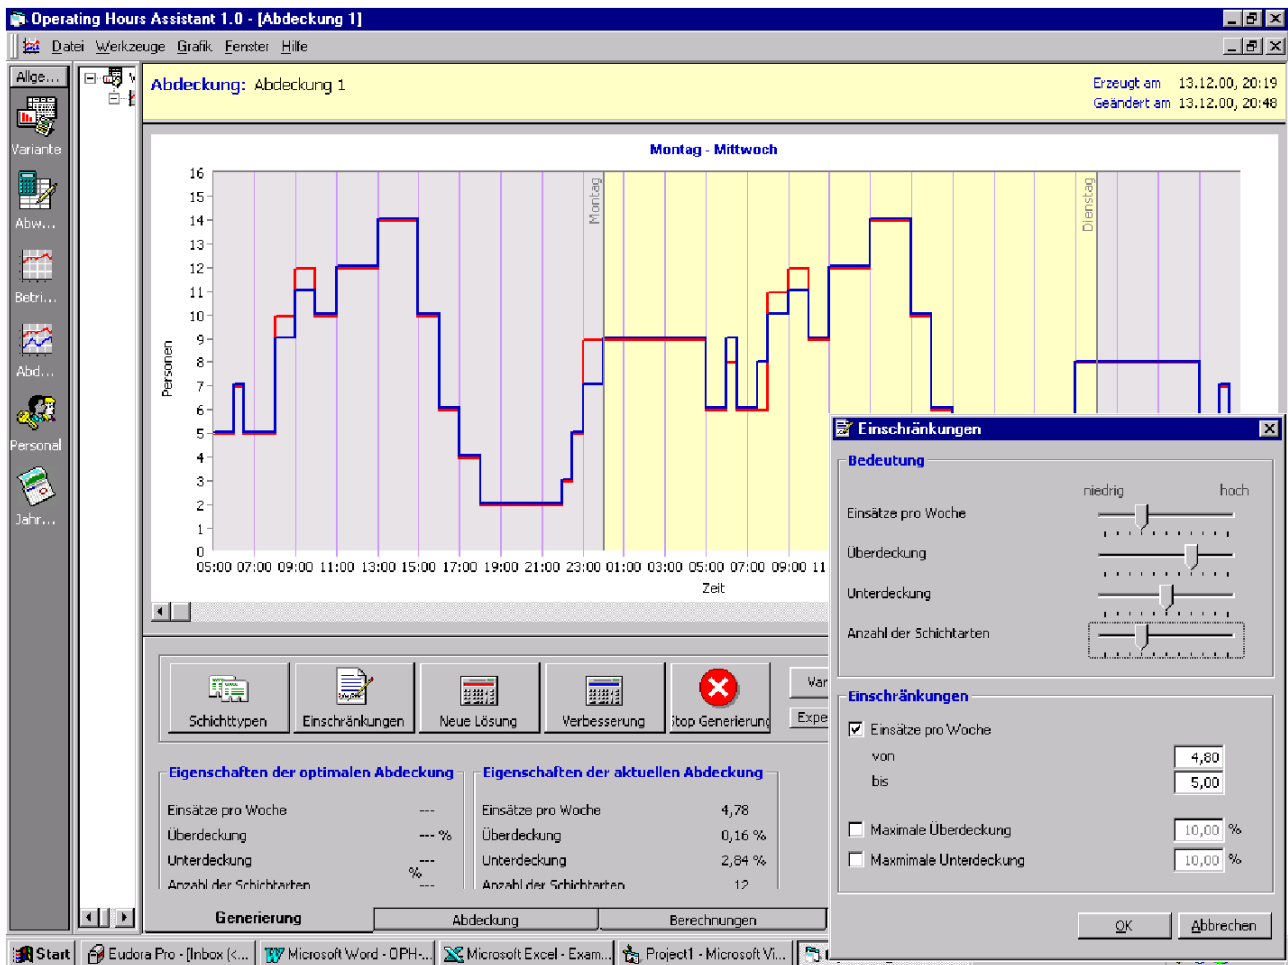 Operating Hours Assistant 1.0 - [Abdeckung 1]
Datei Werkzeuge Grafik Fenster Hilfe
Allge...
Variante
Abw...
Betri...
Abd...
Personal
Jahr...
Abdeckung: Abdeckung 1
Erzeugt am 13.12.00, 20:19
Geändert am 13.12.00, 20:48
Montag - Mittwoch
Personen
16
15
14
13
12
11
10
9
8
7
6
5
4
3
2
1
0
Montag
Dienstag
05:00 07:00 09:00 11:00 13:00 15:00 17:00 19:00 21:00 23:00 01:00 03:00 05:00 07:00 09:00 11
Zeit
Schichttypen
Einschränkungen
Neue Lösung
Verbesserung
Stop Generierung
Var
Expe
Eigenschaften der optimalen Abdeckung
Einsätze pro Woche ---
Überdeckung --- %
Unterdeckung --- %
Anzahl der Schichtarten ---
Eigenschaften der aktuellen Abdeckung
Einsätze pro Woche 4,78
Überdeckung 0,16 %
Unterdeckung 2,84 %
Anzahl der Schichtarten 12
Generierung
Abdeckung
Berechnungen
Einschränkungen
Bedeutung
niedrig hoch
Einsätze pro Woche
Überdeckung
Unterdeckung
Anzahl der Schichtarten
Einschränkungen
Einsätze pro Woche
von 4,80
bis 5,00
Maximale Überdeckung 10,00 %
Maxmimale Unterdeckung 10,00 %
OK
Abbrechen
Start
Eudora Pro - [Inbox (<...
Microsoft Word - OPH-...
Microsoft Excel - Exam...
Project1 - Microsoft Vi...